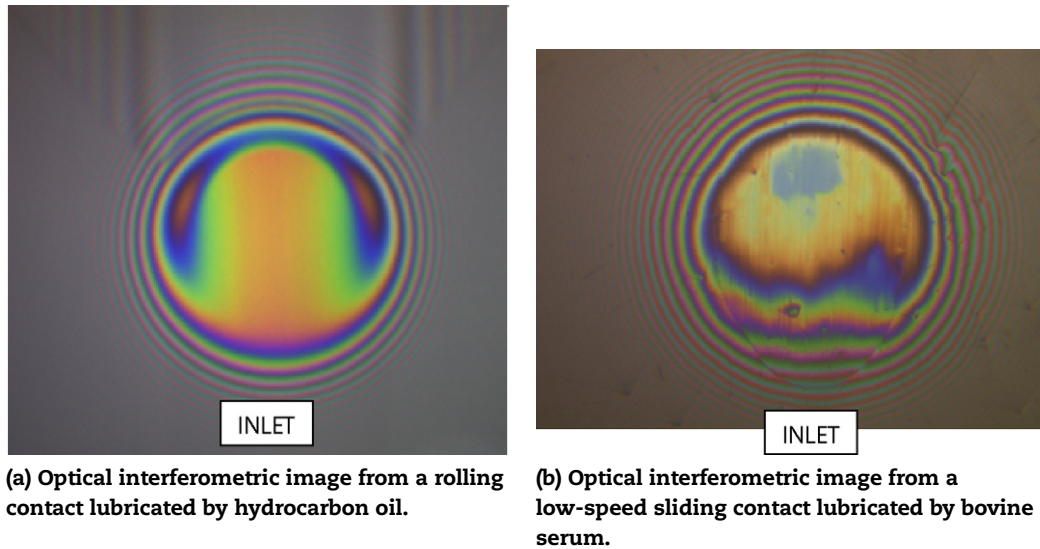 INLET
(a) Optical interferometric image from a rolling
contact lubricated by hydrocarbon oil.
INLET
(b) Optical interferometric image from a
low-speed sliding contact lubricated by bovine
serum.